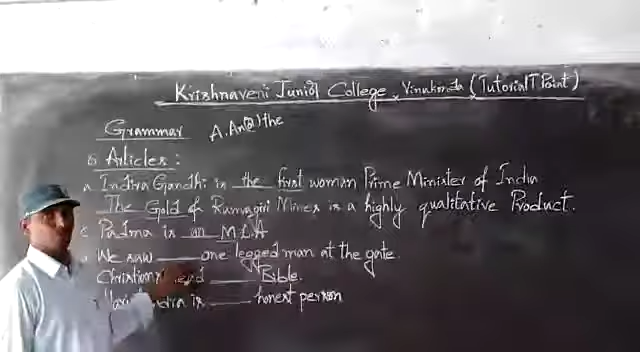 Krishnaveni Junior College, (Tutorial T Point)
Grammar A. An (or) the
Articles:
a. Indira Gandhi is the first woman Prime Minister of India
The Gold of Ramagiri Mines is a highly qualitative Product.
c. Padma is an M.L.A
We saw ____ one legged man at the gate.
Christians read ____ Bible.
is ____ honest person